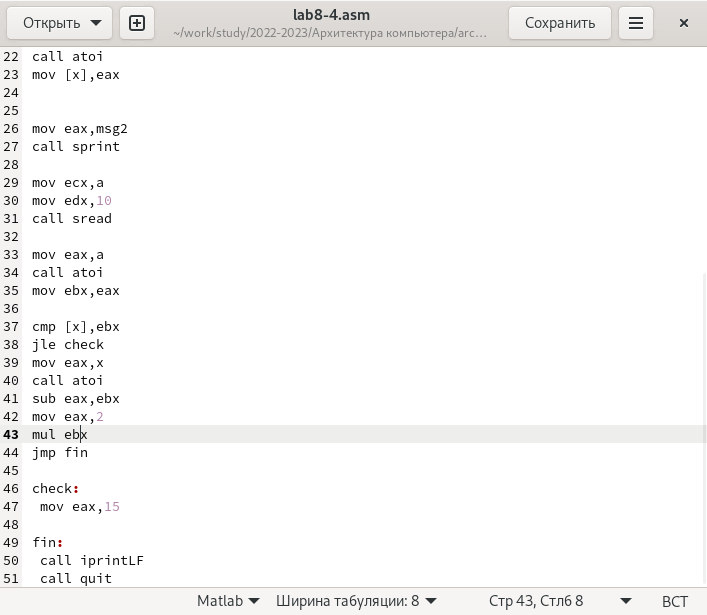 Открыть
lab8-4.asm
~/work/study/2022-2023/Архитектура компьютера/arc...
Сохранить
22 call atoi
23 mov [x],eax
24
25
26 mov eax,msg2
27 call sprint
28
29 mov ecx,a
30 mov edx,10
31 call sread
32
33 mov eax,a
34 call atoi
35 mov ebx,eax
36
37 cmp [x],ebx
38 jle check
39 mov eax,x
40 call atoi
41 sub eax,ebx
42 mov eax,2
43 mul ebx
44 jmp fin
45
46 check:
47 mov eax,15
48
49 fin:
50 call iprintLF
51 call quit
Matlab Ширина табуляции: 8 Стр 43, Стлб 8 ВСТ